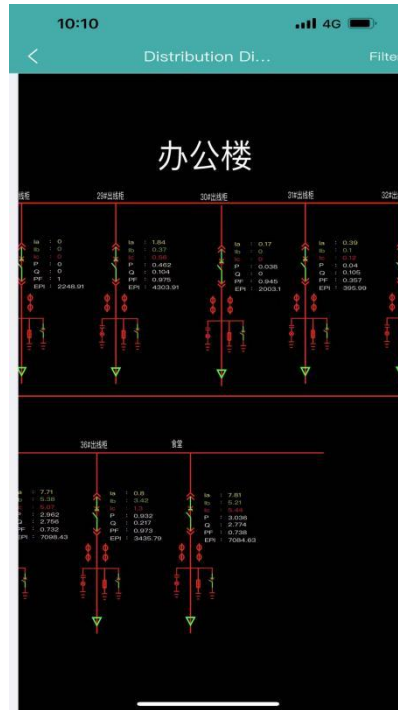 10:10
4G
Distribution Di...
Filte
办公楼
线柜
29#出线柜
30#出线柜
31#出线柜
32#出
Ia : 0
Ib : 0
Ic : 0
P : 0
Q : 0
PF : 1
EPI : 2248.91
Ia : 1.84
Ib : 0.37
Ic : 0.98
P : 0.462
Q : 0.104
PF : 0.975
EPI : 4303.91
Ia : 0.17
Ib : 0
Ic : 0
P : 0.038
Q : 0
PF : 0.945
EPI : 2003.1
Ia : 0.39
Ib : 0.1
Ic : 0.12
P : 0.04
Q : 0.105
PF : 0.357
EPI : 395.99
36#出线柜
食堂
: 7.71
: 5.38
: 5.07
: 2.962
: 2.756
: 0.732
EPI : 7098.43
Ia : 0.8
Ib : 3.42
Ic : 1.3
P : 0.932
Q : 0.217
PF : 0.973
EPI : 3435.79
Ia : 7.81
Ib : 5.21
P : 3.038
Q : 2.774
PF : 0.738
EPI : 7084.63